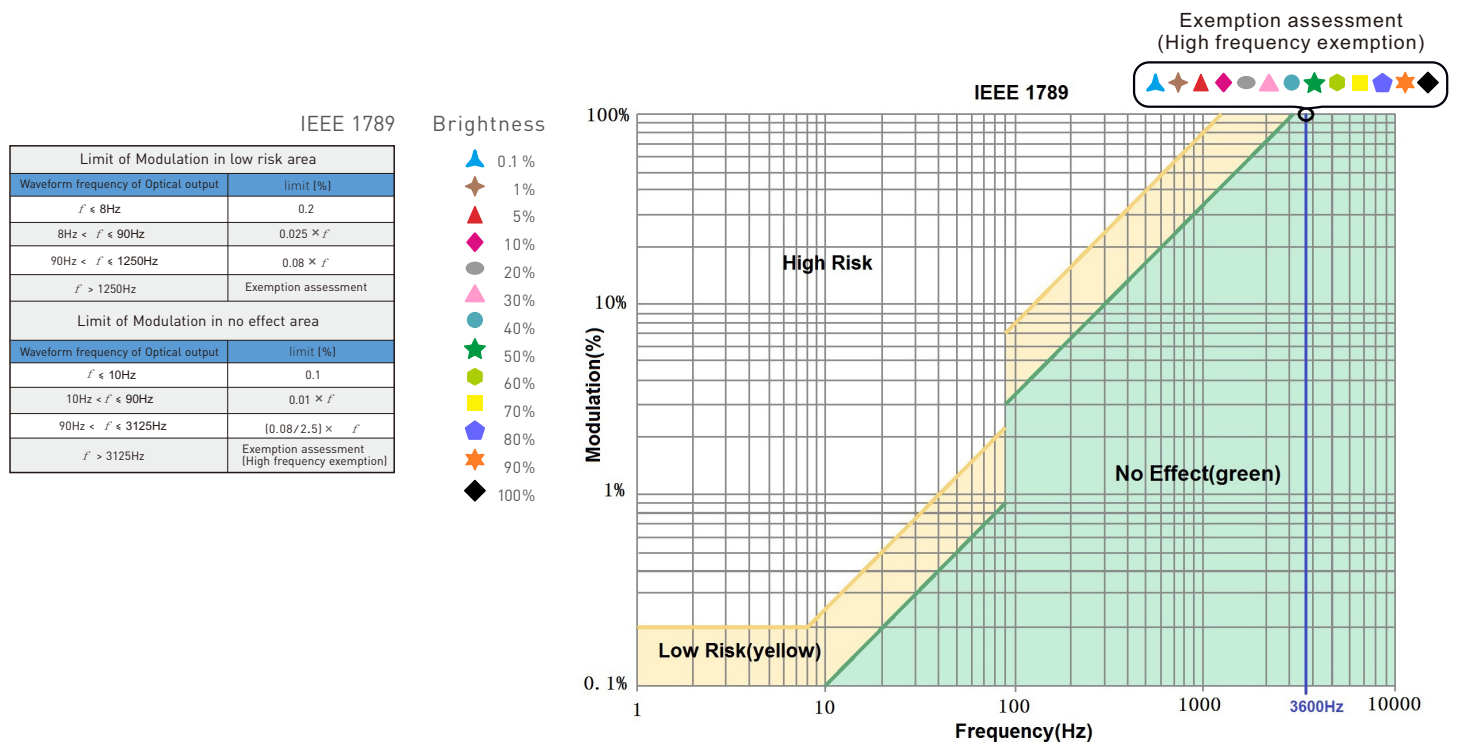 Exemption assessment
(High frequency exemption)
IEEE 1789
IEEE 1789
Brightness
Limit of Modulation in low risk area
Waveform frequency of Optical output limit (%)
f ≤ 8Hz 0.2
8Hz < f ≤ 90Hz 0.025 × f
90Hz < f ≤ 1250Hz 0.08 × f
f > 1250Hz Exemption assessment
Limit of Modulation in no effect area
Waveform frequency of Optical output limit (%)
f ≤ 10Hz 0.1
10Hz < f ≤ 90Hz 0.01 × f
90Hz < f ≤ 3125Hz (0.08/2.5) × f
f > 3125Hz Exemption assessment
(High frequency exemption)
0.1%
1%
5%
10%
20%
30%
40%
50%
60%
70%
80%
90%
100%
Modulation(%)
100%
10%
1%
0.1%
High Risk
No Effect(green)
Low Risk(yellow)
1 10 100 1000 3600Hz 10000
Frequency(Hz)